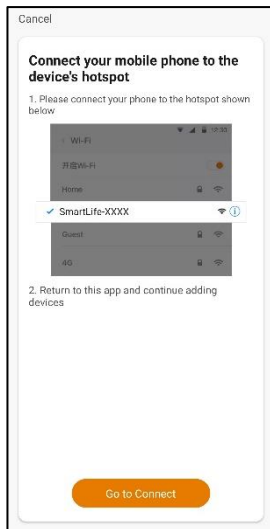 Cancel
Connect your mobile phone to the
device's hotspot
1. Please connect your phone to the hotspot shown
below
12:30
Wi-Fi
开启Wi-Fi
Home
SmartLife-XXXX
Guest
4G
2. Return to this app and continue adding
devices
Go to Connect